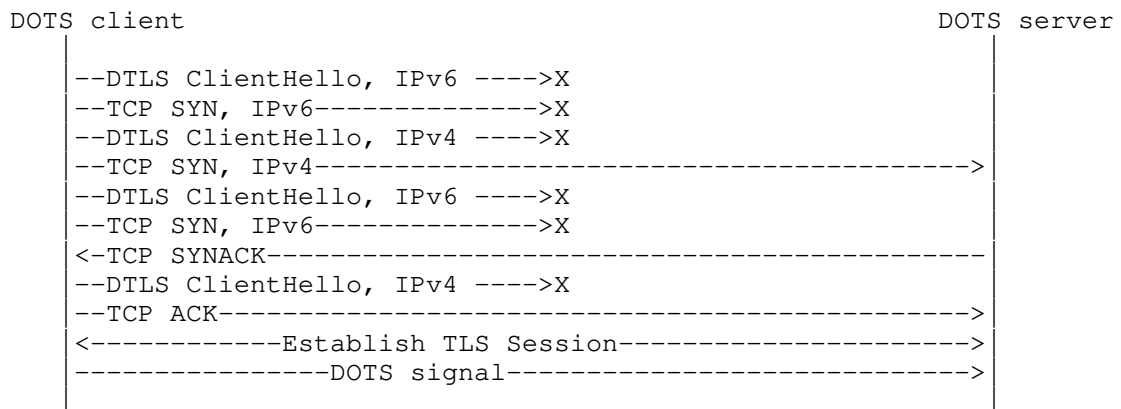 DOTS client                                               DOTS server
   |                                                         |
   |--DTLS ClientHello, IPv6 ---->X                          |
   |--TCP SYN, IPv6-------------->X                          |
   |--DTLS ClientHello, IPv4 ---->X                          |
   |--TCP SYN, IPv4----------------------------------------->|
   |--DTLS ClientHello, IPv6 ---->X                          |
   |--TCP SYN, IPv6-------------->X                          |
   |<-TCP SYNACK---------------------------------------------|
   |--DTLS ClientHello, IPv4 ---->X                          |
   |--TCP ACK----------------------------------------------->|
   |<------------Establish TLS Session---------------------->|
   |----------------DOTS signal----------------------------->|
   |                                                         |